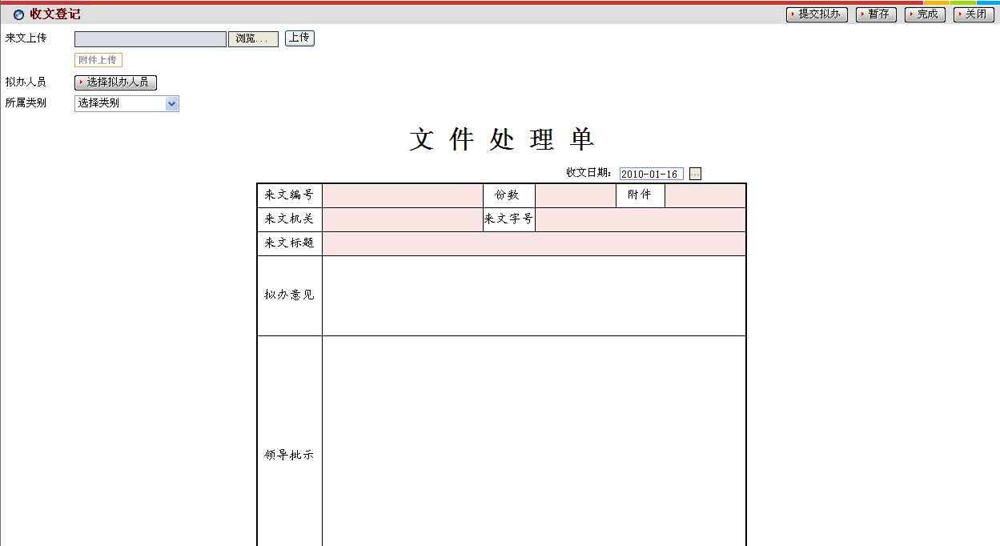 收文登记 提交拟办 暂存 完成 关闭
来文上传 浏览... 上传
附件上传
拟办人员 选择拟办人员
所属类别 选择类别
文件处理单
收文日期： 2010-01-16 ...
来文编号 份数 附件
来文机关 来文字号
来文标题
拟办意见
领导批示